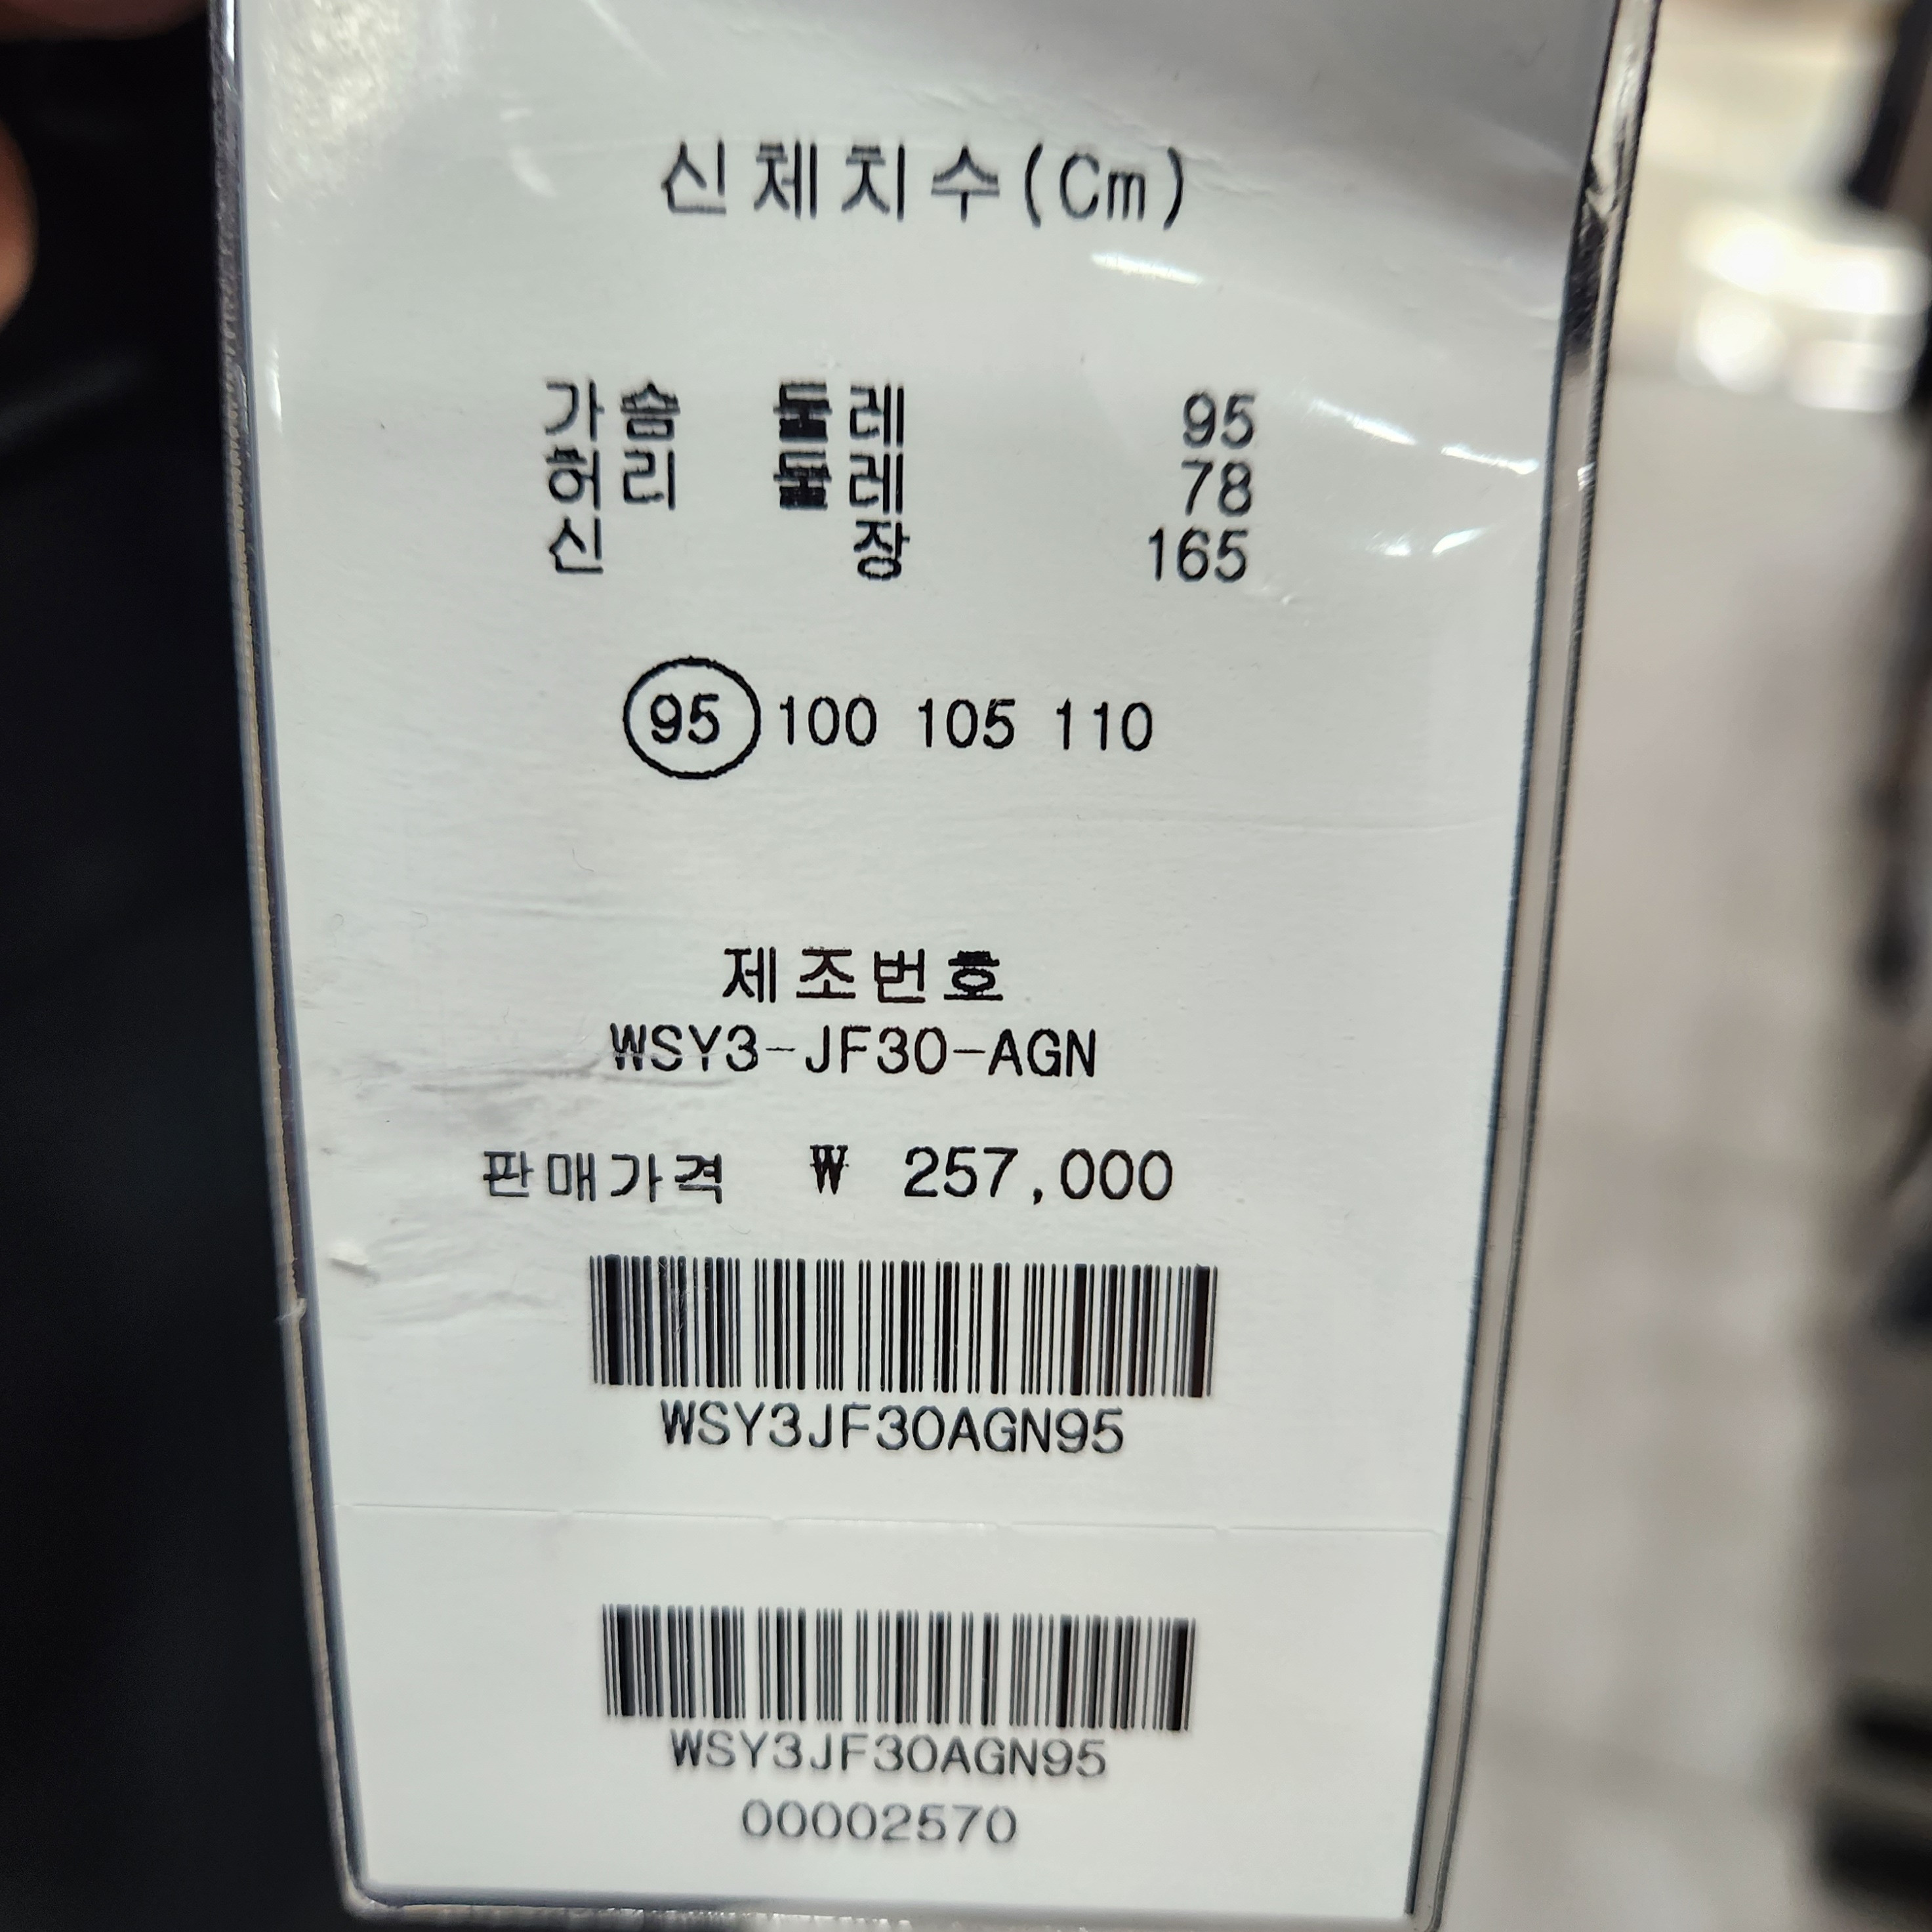 신체치수(Cm)
가슴 둘레 95
허리 둘레 78
신 장 165
95 100 105 110
제조번호
WSY3-JF30-AGN
판매가격 ₩ 257,000
WSY3JF30AGN95
WSY3JF30AGN95
00002570